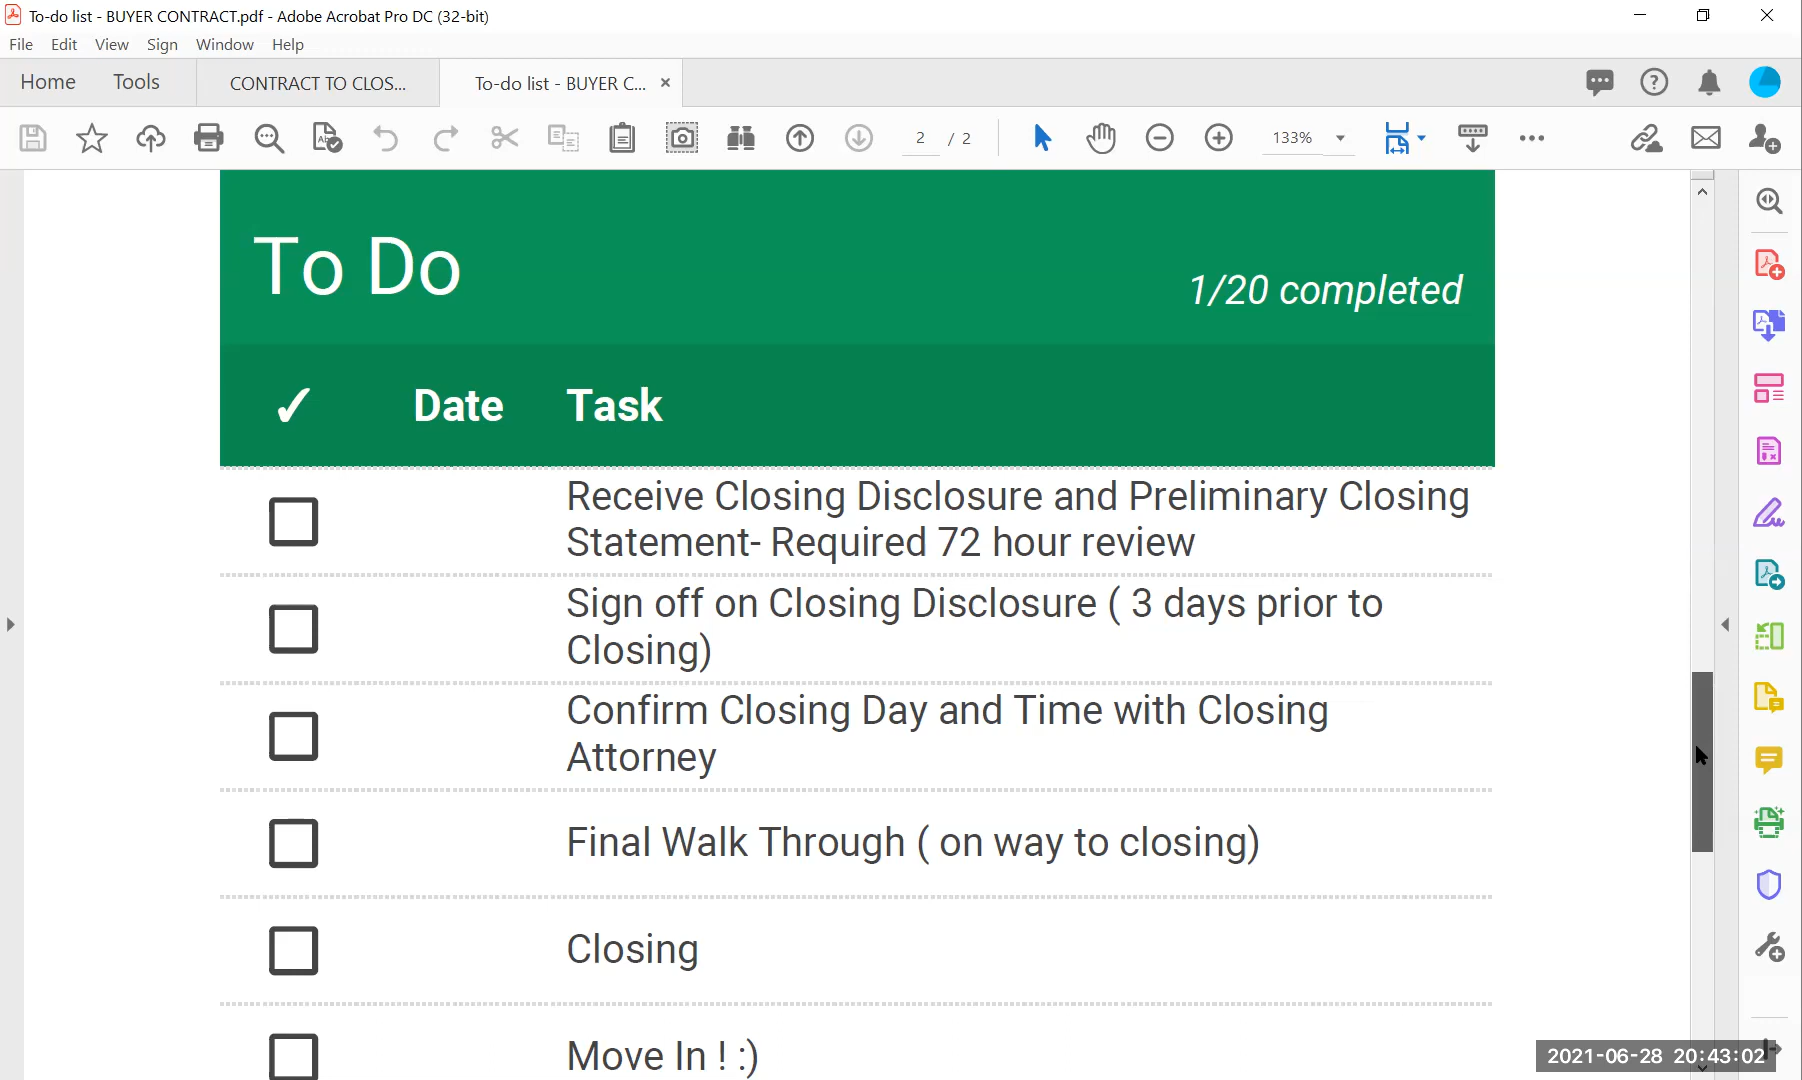 To-do list - BUYER CONTRACT.pdf - Adobe Acrobat Pro DC (32-bit)
File Edit View Sign Window Help
Home Tools CONTRACT TO CLOS... To-do list - BUYER C... ×
2 / 2 133%
To Do
1/20 completed
✓ Date Task
Receive Closing Disclosure and Preliminary Closing
Statement- Required 72 hour review
Sign off on Closing Disclosure ( 3 days prior to
Closing)
Confirm Closing Day and Time with Closing
Attorney
Final Walk Through ( on way to closing)
Closing
Move In ! :)
2021-06-28 20:43:02